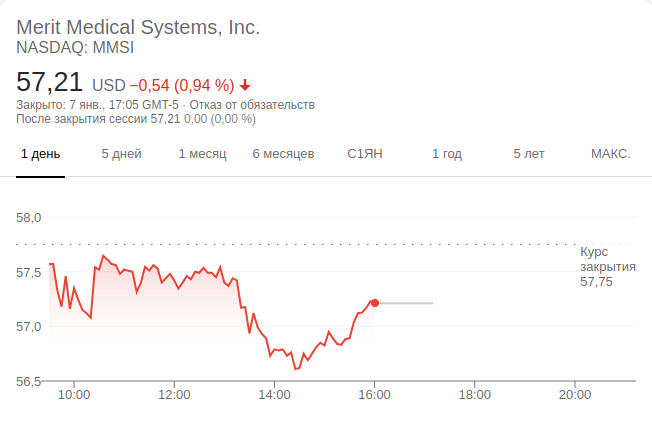 Merit Medical Systems, Inc.
NASDAQ: MMSI
57,21 USD −0,54 (0,94 %)
Закрыто: 7 янв., 17:05 GMT-5 · Отказ от обязательств
После закрытия сессии 57,21 0,00 (0,00 %)
1 день 5 дней 1 месяц 6 месяцев С1ЯН 1 год 5 лет МАКС.
58,0
Курс
закрытия
57,75
57,5
57,0
56,5
10:00 12:00 14:00 16:00 18:00 20:00